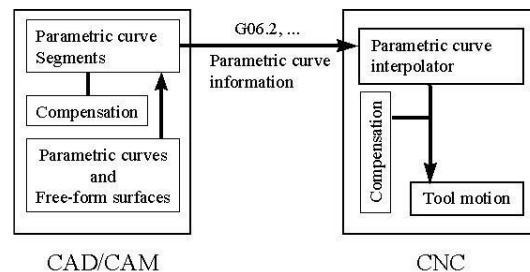 Parametric curve
Segments
Compensation
Parametric curves
and
Free-form surfaces
CAD/CAM
G06.2, ...
Parametric curve
information
Parametric curve
interpolator
Compensation
Tool motion
CNC